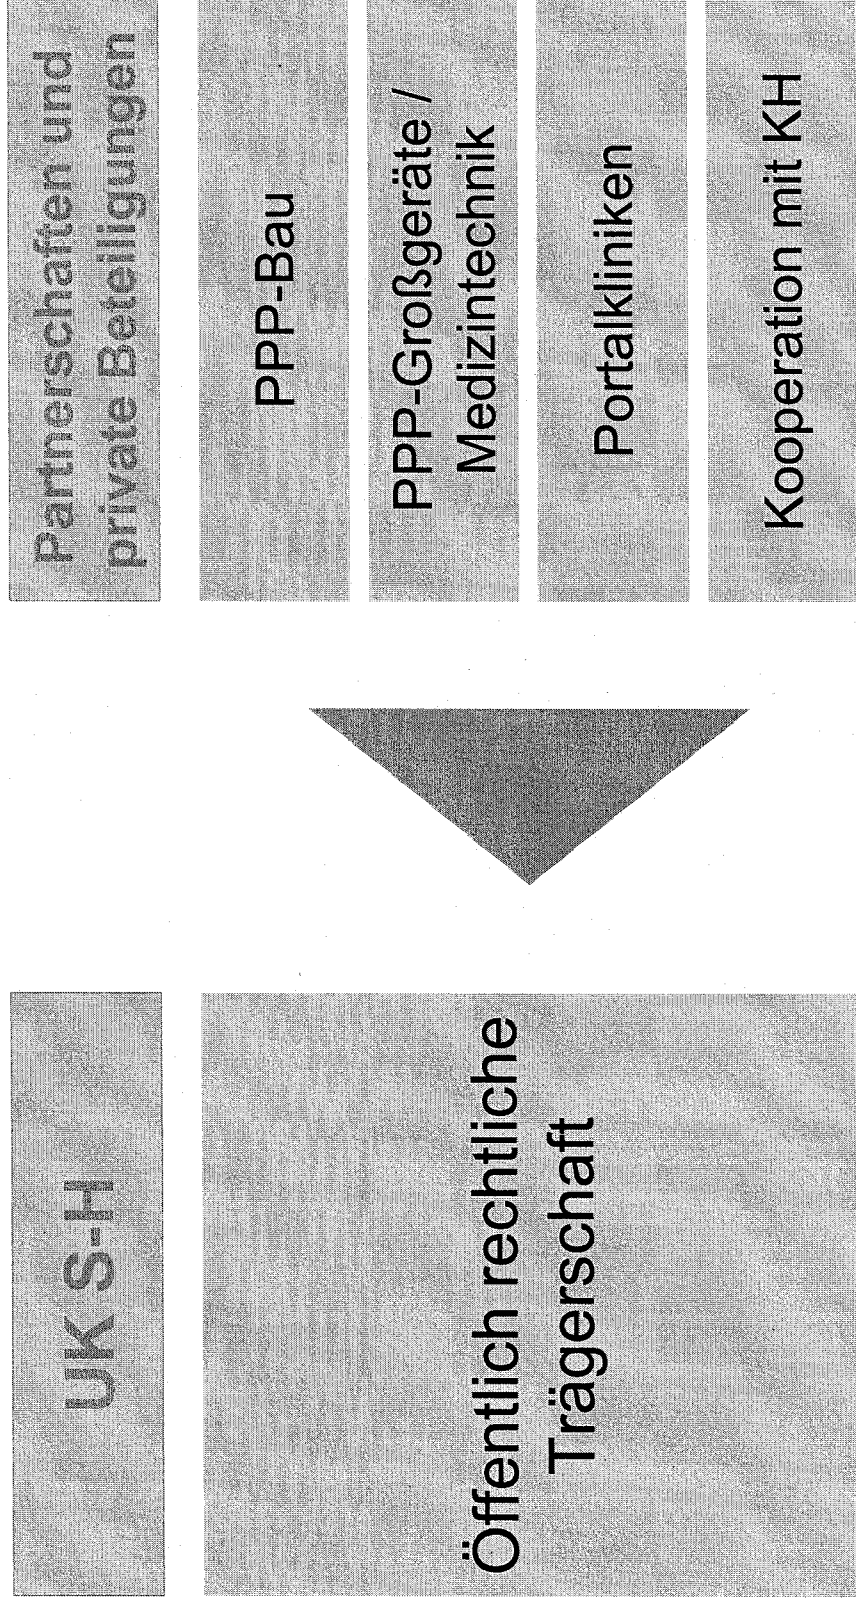 UK S-H
Öffentlich rechtliche
Trägerschaft
Partnerschaften und
private Beteiligungen
PPP-Bau
PPP-Großgeräte /
Medizintechnik
Portalkliniken
Kooperation mit KH